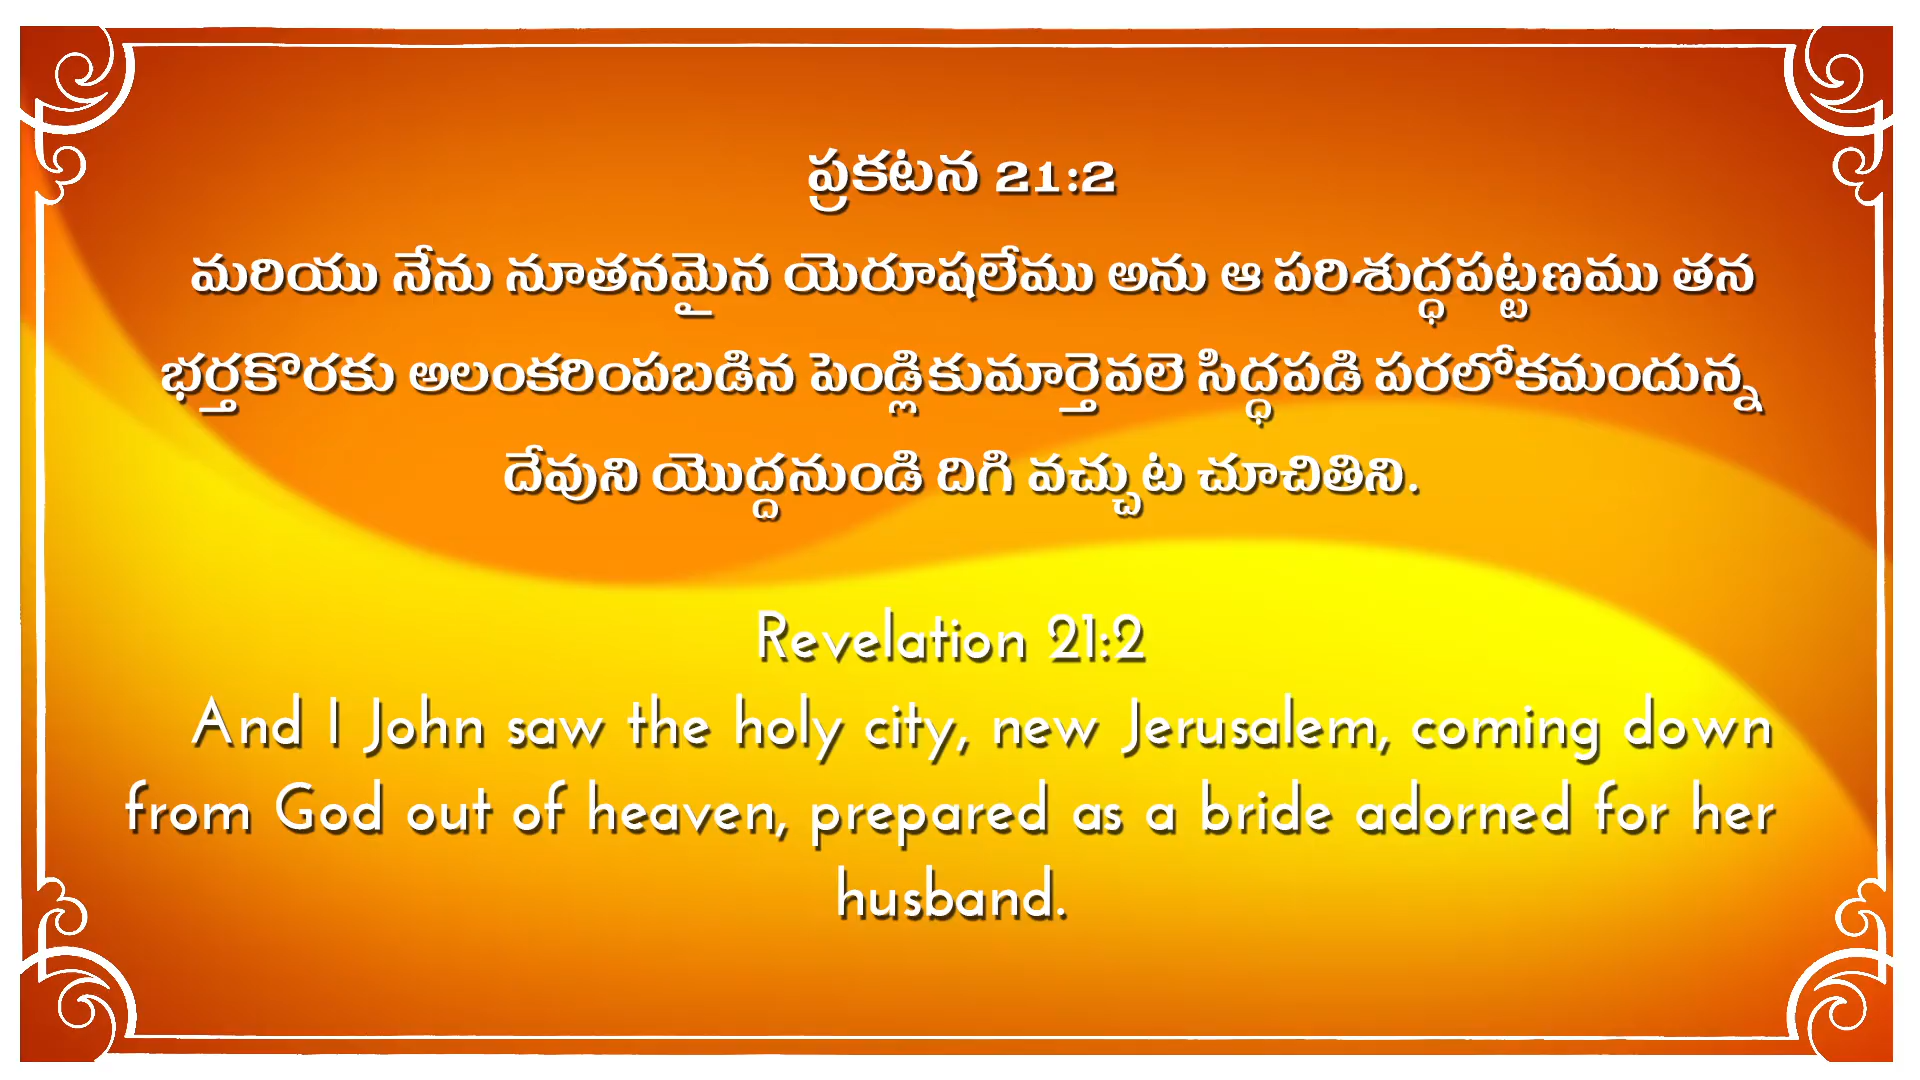 ప్రకటన 21:2
మరియు నేను నూతనమైన యెరూషలేము అను ఆ పరిశుద్ధపట్టణము తన
భర్తకొరకు అలంకరింపబడిన పెండ్లికుమార్తెవలె సిద్ధపడి పరలోకమందున్న
దేవుని యొద్దనుండి దిగి వచ్చుట చూచితిని.
Revelation 21:2
And I John saw the holy city, new Jerusalem, coming down
from God out of heaven, prepared as a bride adorned for her
husband.